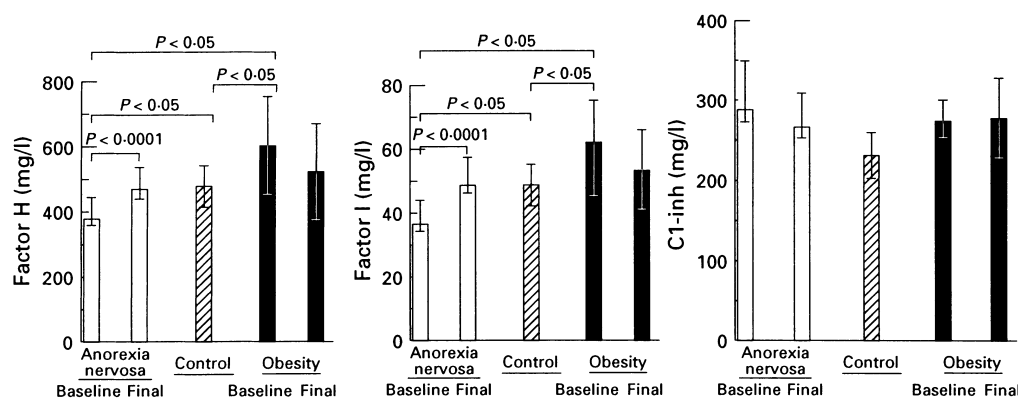 P < 0·05
P < 0·05
P < 0·05
P < 0·0001
800
600
400
200
0
Factor H (mg/l)
Anorexia
nervosa
Control
Obesity
Baseline Final
Baseline Final
P < 0·05
P < 0·05
P < 0·05
P < 0·0001
80
60
40
20
0
Factor I (mg/l)
Anorexia
nervosa
Control
Obesity
Baseline Final
Baseline Final
400
300
200
100
0
C1-inh (mg/l)
Anorexia
nervosa
Control
Obesity
Baseline Final
Baseline Final